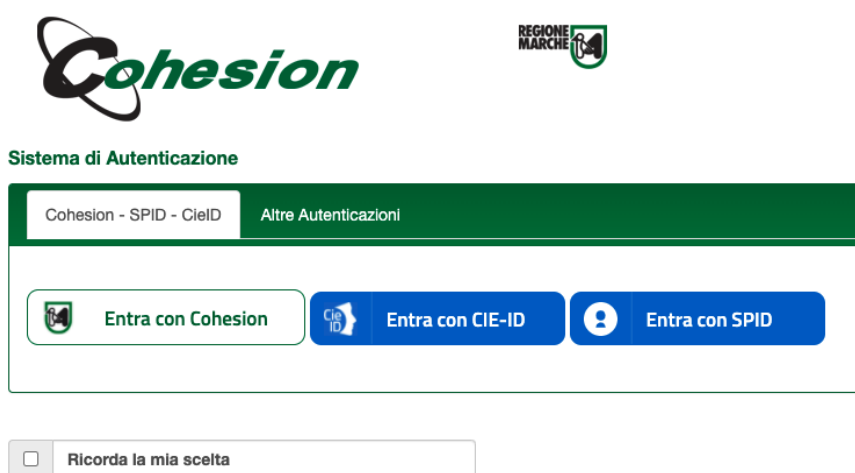 Cohesion
REGIONE
MARCHE
Sistema di Autenticazione
Cohesion - SPID - CieID
Altre Autenticazioni
Entra con Cohesion
Cie
ID
Entra con CIE-ID
Entra con SPID
Ricorda la mia scelta